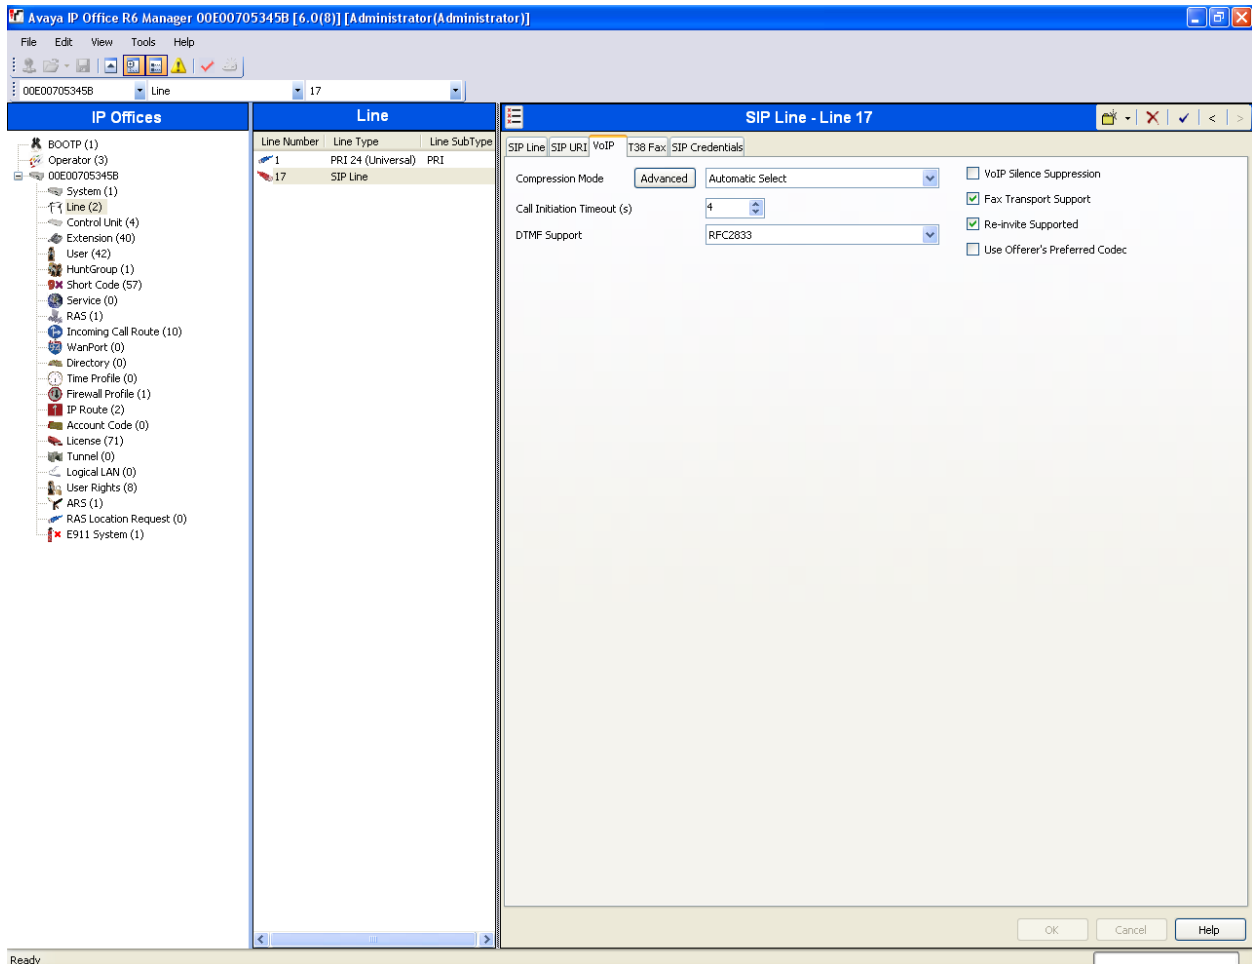 Avaya IP Office R6 Manager 00E00705345B [6.0(8)] [Administrator(Administrator)]
File Edit View Tools Help
00E00705345B Line 17
IP Offices
BOOTP (1)
Operator (3)
00E00705345B
System (1)
Line (2)
Control Unit (4)
Extension (40)
User (42)
HuntGroup (1)
Short Code (57)
Service (0)
RAS (1)
Incoming Call Route (10)
WanPort (0)
Directory (0)
Time Profile (0)
Firewall Profile (1)
IP Route (2)
Account Code (0)
License (71)
Tunnel (0)
Logical LAN (0)
User Rights (8)
ARS (1)
RAS Location Request (0)
E911 System (1)
Line
Line Number Line Type Line SubType
1 PRI 24 (Universal) PRI
17 SIP Line
SIP Line - Line 17
SIP Line SIP URI VoIP T38 Fax SIP Credentials
Compression Mode Advanced Automatic Select
Call Initiation Timeout (s) 4
DTMF Support RFC2833
VoIP Silence Suppression
Fax Transport Support
Re-invite Supported
Use Offerer's Preferred Codec
OK Cancel Help
Ready